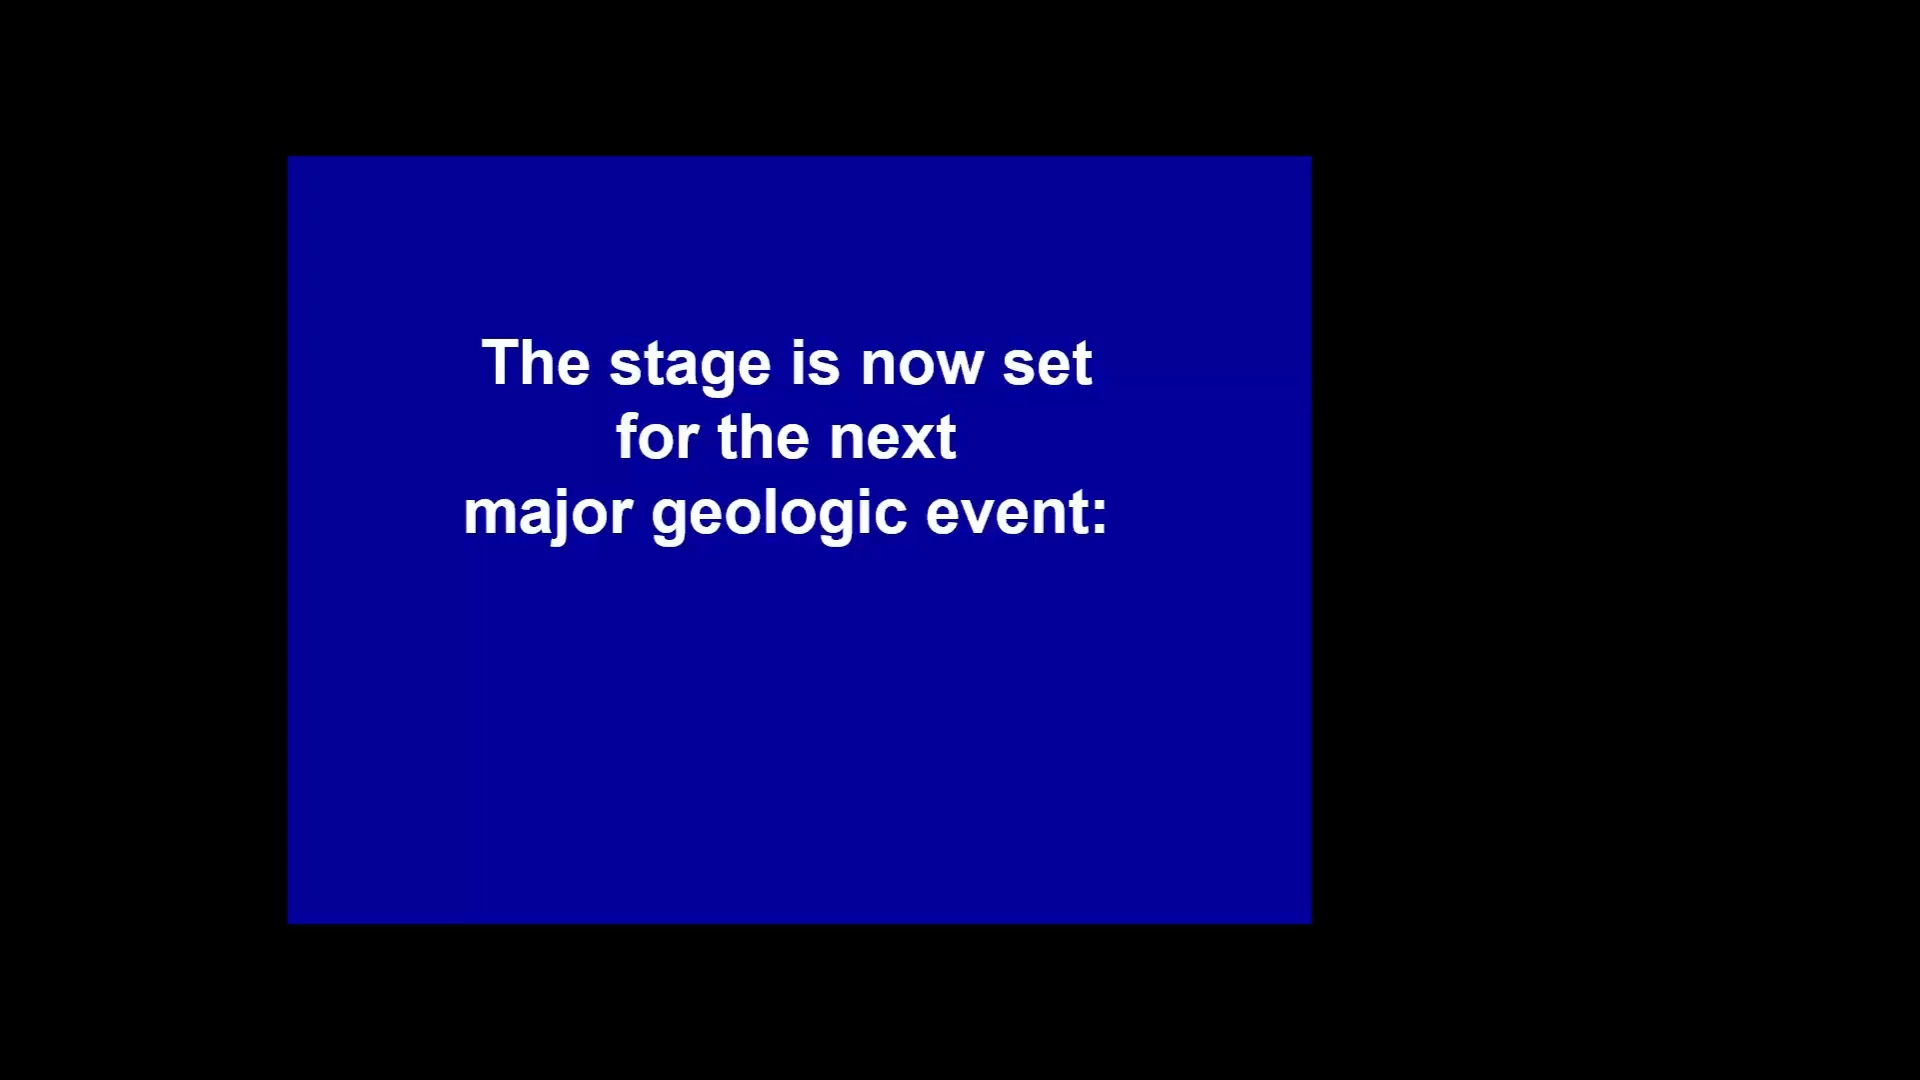 The stage is now set
for the next
major geologic event: